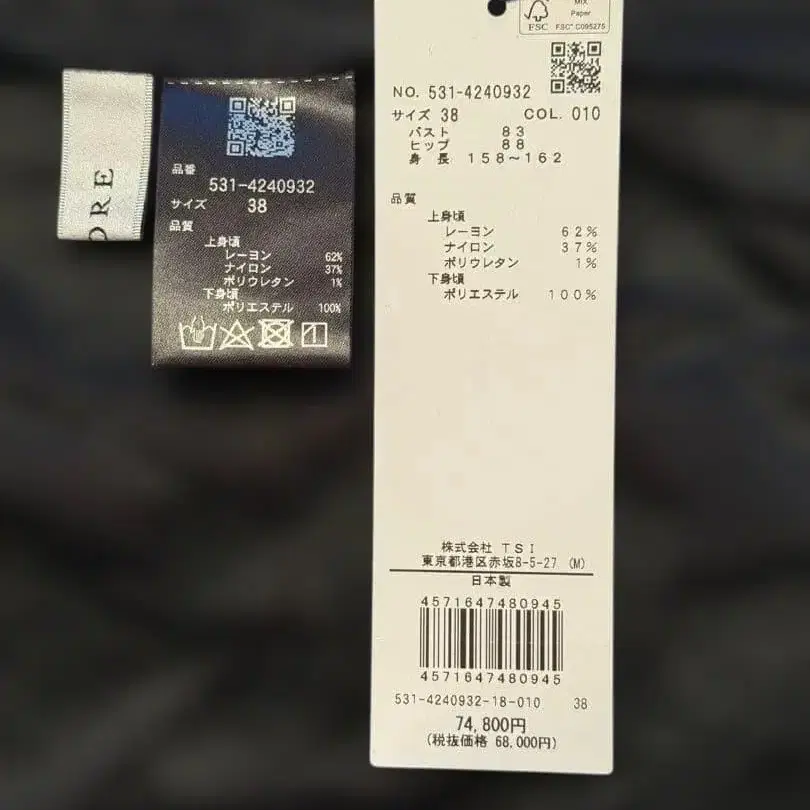 ORE
品番
531-4240932
サイズ 38
品質
上身頃
レーヨン 62%
ナイロン 37%
ポリウレタン 1%
下身頃
ポリエステル 100%
MIX
Paper
FSC FSC® C095275
NO. 531-4240932
サイズ 38 COL. 010
バスト 83
ヒップ 88
身長 158~162
品質
上身頃
レーヨン 62%
ナイロン 37%
ポリウレタン 1%
下身頃
ポリエステル 100%
株式会社 TSI
東京都港区赤坂8-5-27 (M)
日本製
4571647480945
4571647480945
531-4240932-18-010 38
74,800円
(税抜価格 68,000円)